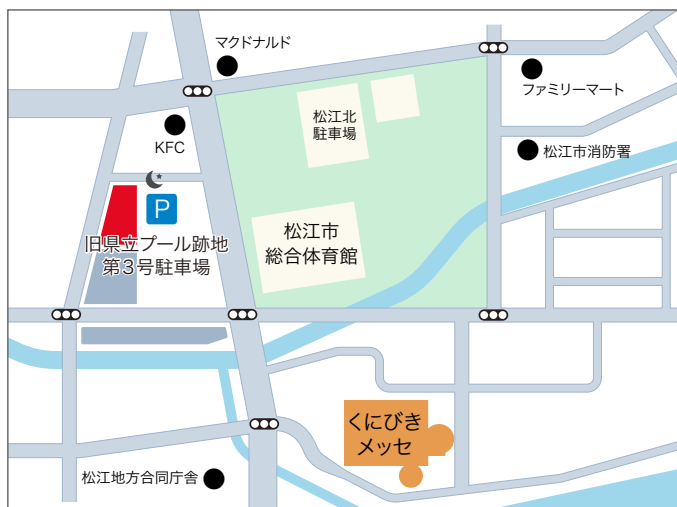 マクドナルド
ファミリーマート
松江北
駐車場
KFC
松江市消防署
P
旧県立プール跡地
第3号駐車場
松江市
総合体育館
くにびき
メッセ
松江地方合同庁舎